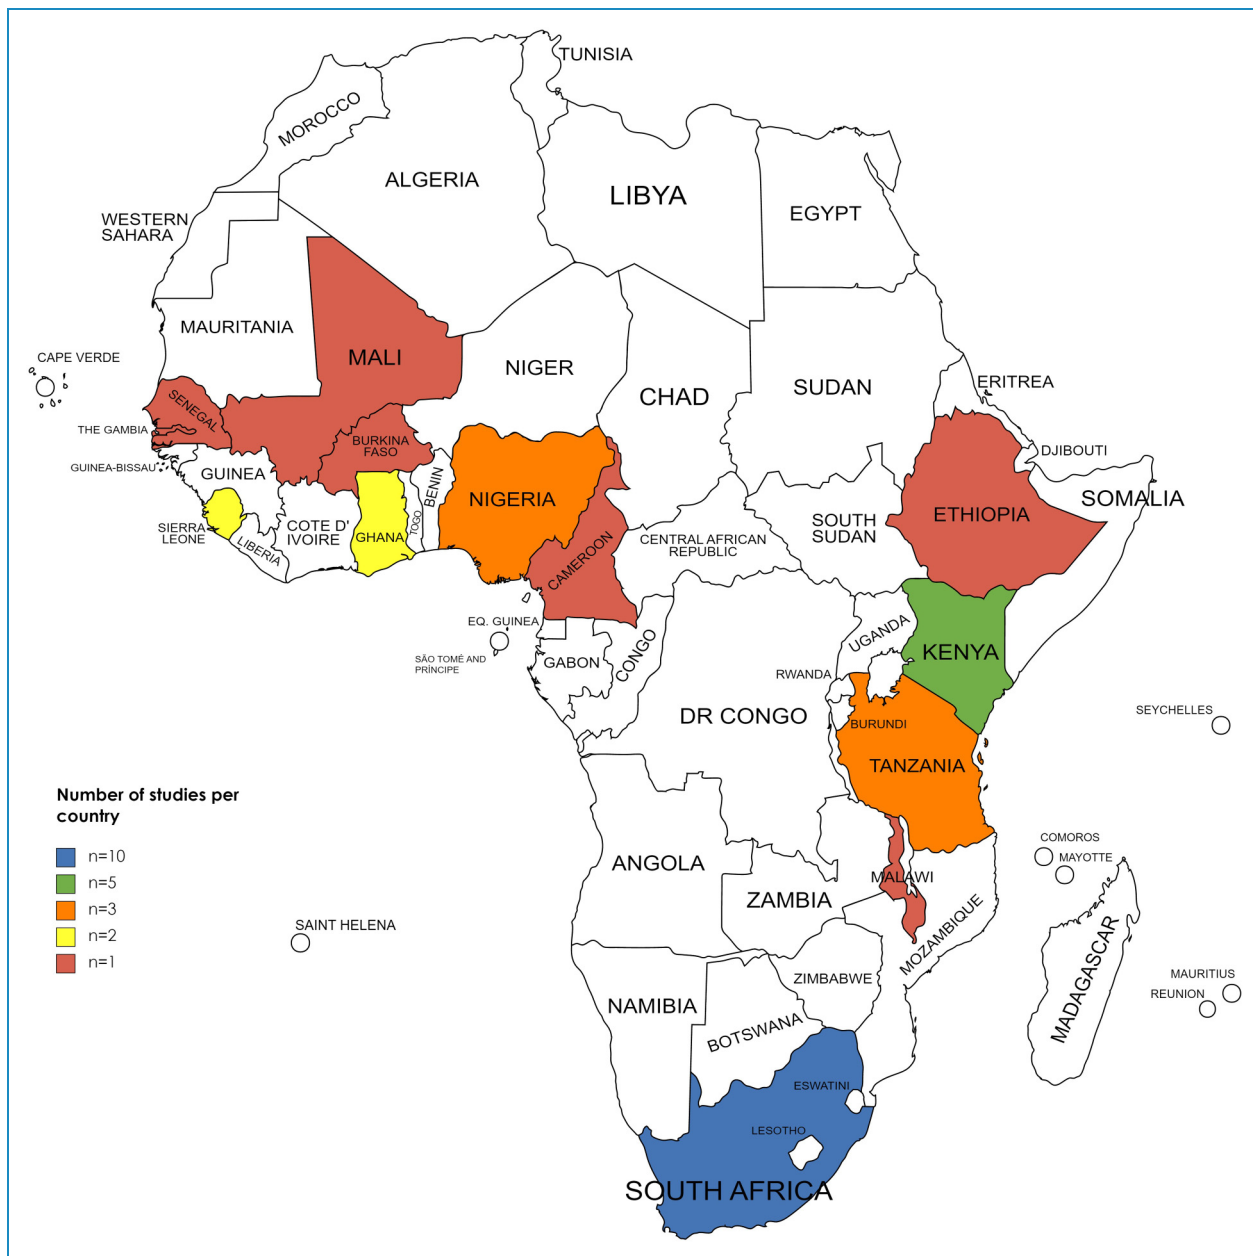 TUNISIA
MOROCCO
ALGERIA
LIBYA
EGYPT
WESTERN
SAHARA
MAURITANIA
MALI
NIGER
CHAD
SUDAN
ERITREA
CAPE VERDE
SENEGAL
THE GAMBIA
BURKINA
FASO
DJIBOUTI
GUINEA-BISSAU
GUINEA
BENIN
NIGERIA
SOMALIA
SIERRA
LEONE
LIBERIA
COTE D'
IVOIRE
GHANA
TOGO
CAMEROON
CENTRAL AFRICAN
REPUBLIC
SOUTH
SUDAN
ETHIOPIA
EQ. GUINEA
SÃO TOMÉ AND
PRÍNCIPE
GABON
CONGO
UGANDA
KENYA
RWANDA
DR CONGO
BURUNDI
TANZANIA
SEYCHELLES
Number of studies per
country
n=10
n=5
n=3
n=2
n=1
ANGOLA
ZAMBIA
MALAWI
MOZAMBIQUE
COMOROS
MAYOTTE
SAINT HELENA
NAMIBIA
BOTSWANA
ZIMBABWE
MADAGASCAR
MAURITIUS
REUNION
ESWATINI
LESOTHO
SOUTH AFRICA